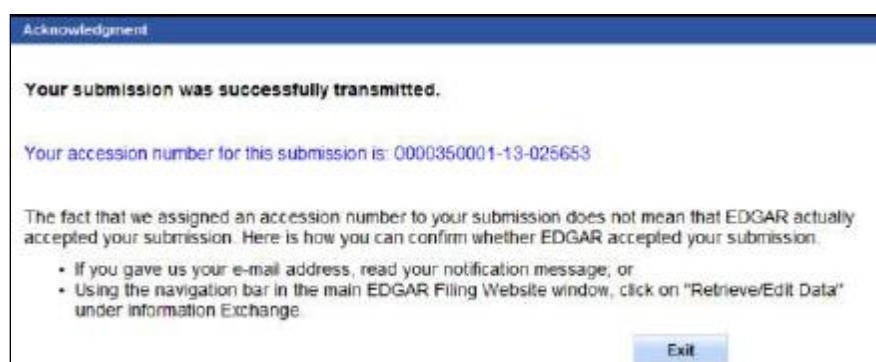 Acknowledgment
Your submission was successfully transmitted.
Your accession number for this submission is: 0000350001-13-025653
The fact that we assigned an accession number to your submission does not mean that EDGAR actually
accepted your submission. Here is how you can confirm whether EDGAR accepted your submission.
• If you gave us your e-mail address, read your notification message; or
• Using the navigation bar in the main EDGAR Filing Website window, click on "Retrieve/Edit Data"
under Information Exchange.
Exit